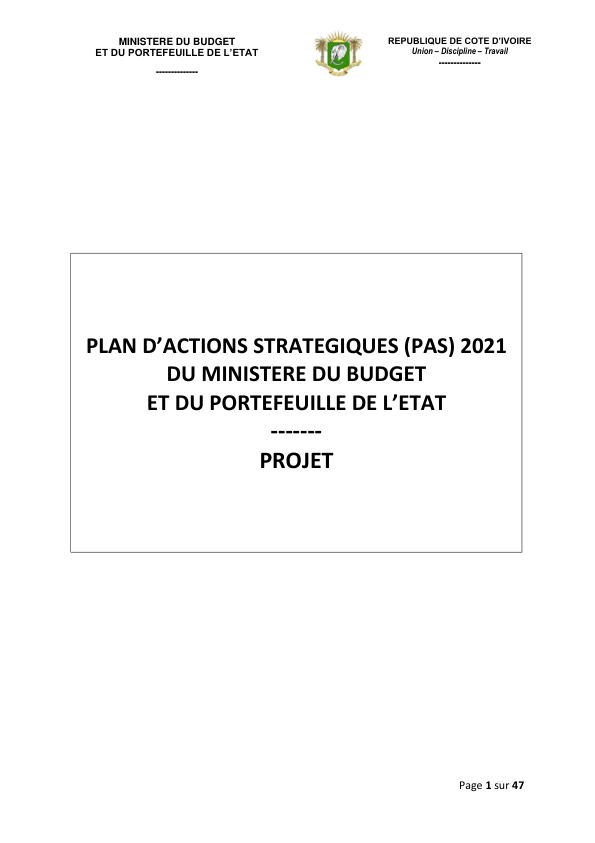 MINISTERE DU BUDGET
ET DU PORTEFEUILLE DE L'ETAT
--------------
REPUBLIQUE DE COTE D'IVOIRE
Union – Discipline – Travail
--------------
PLAN D'ACTIONS STRATEGIQUES (PAS) 2021
DU MINISTERE DU BUDGET
ET DU PORTEFEUILLE DE L'ETAT
-------
PROJET
Page 1 sur 47